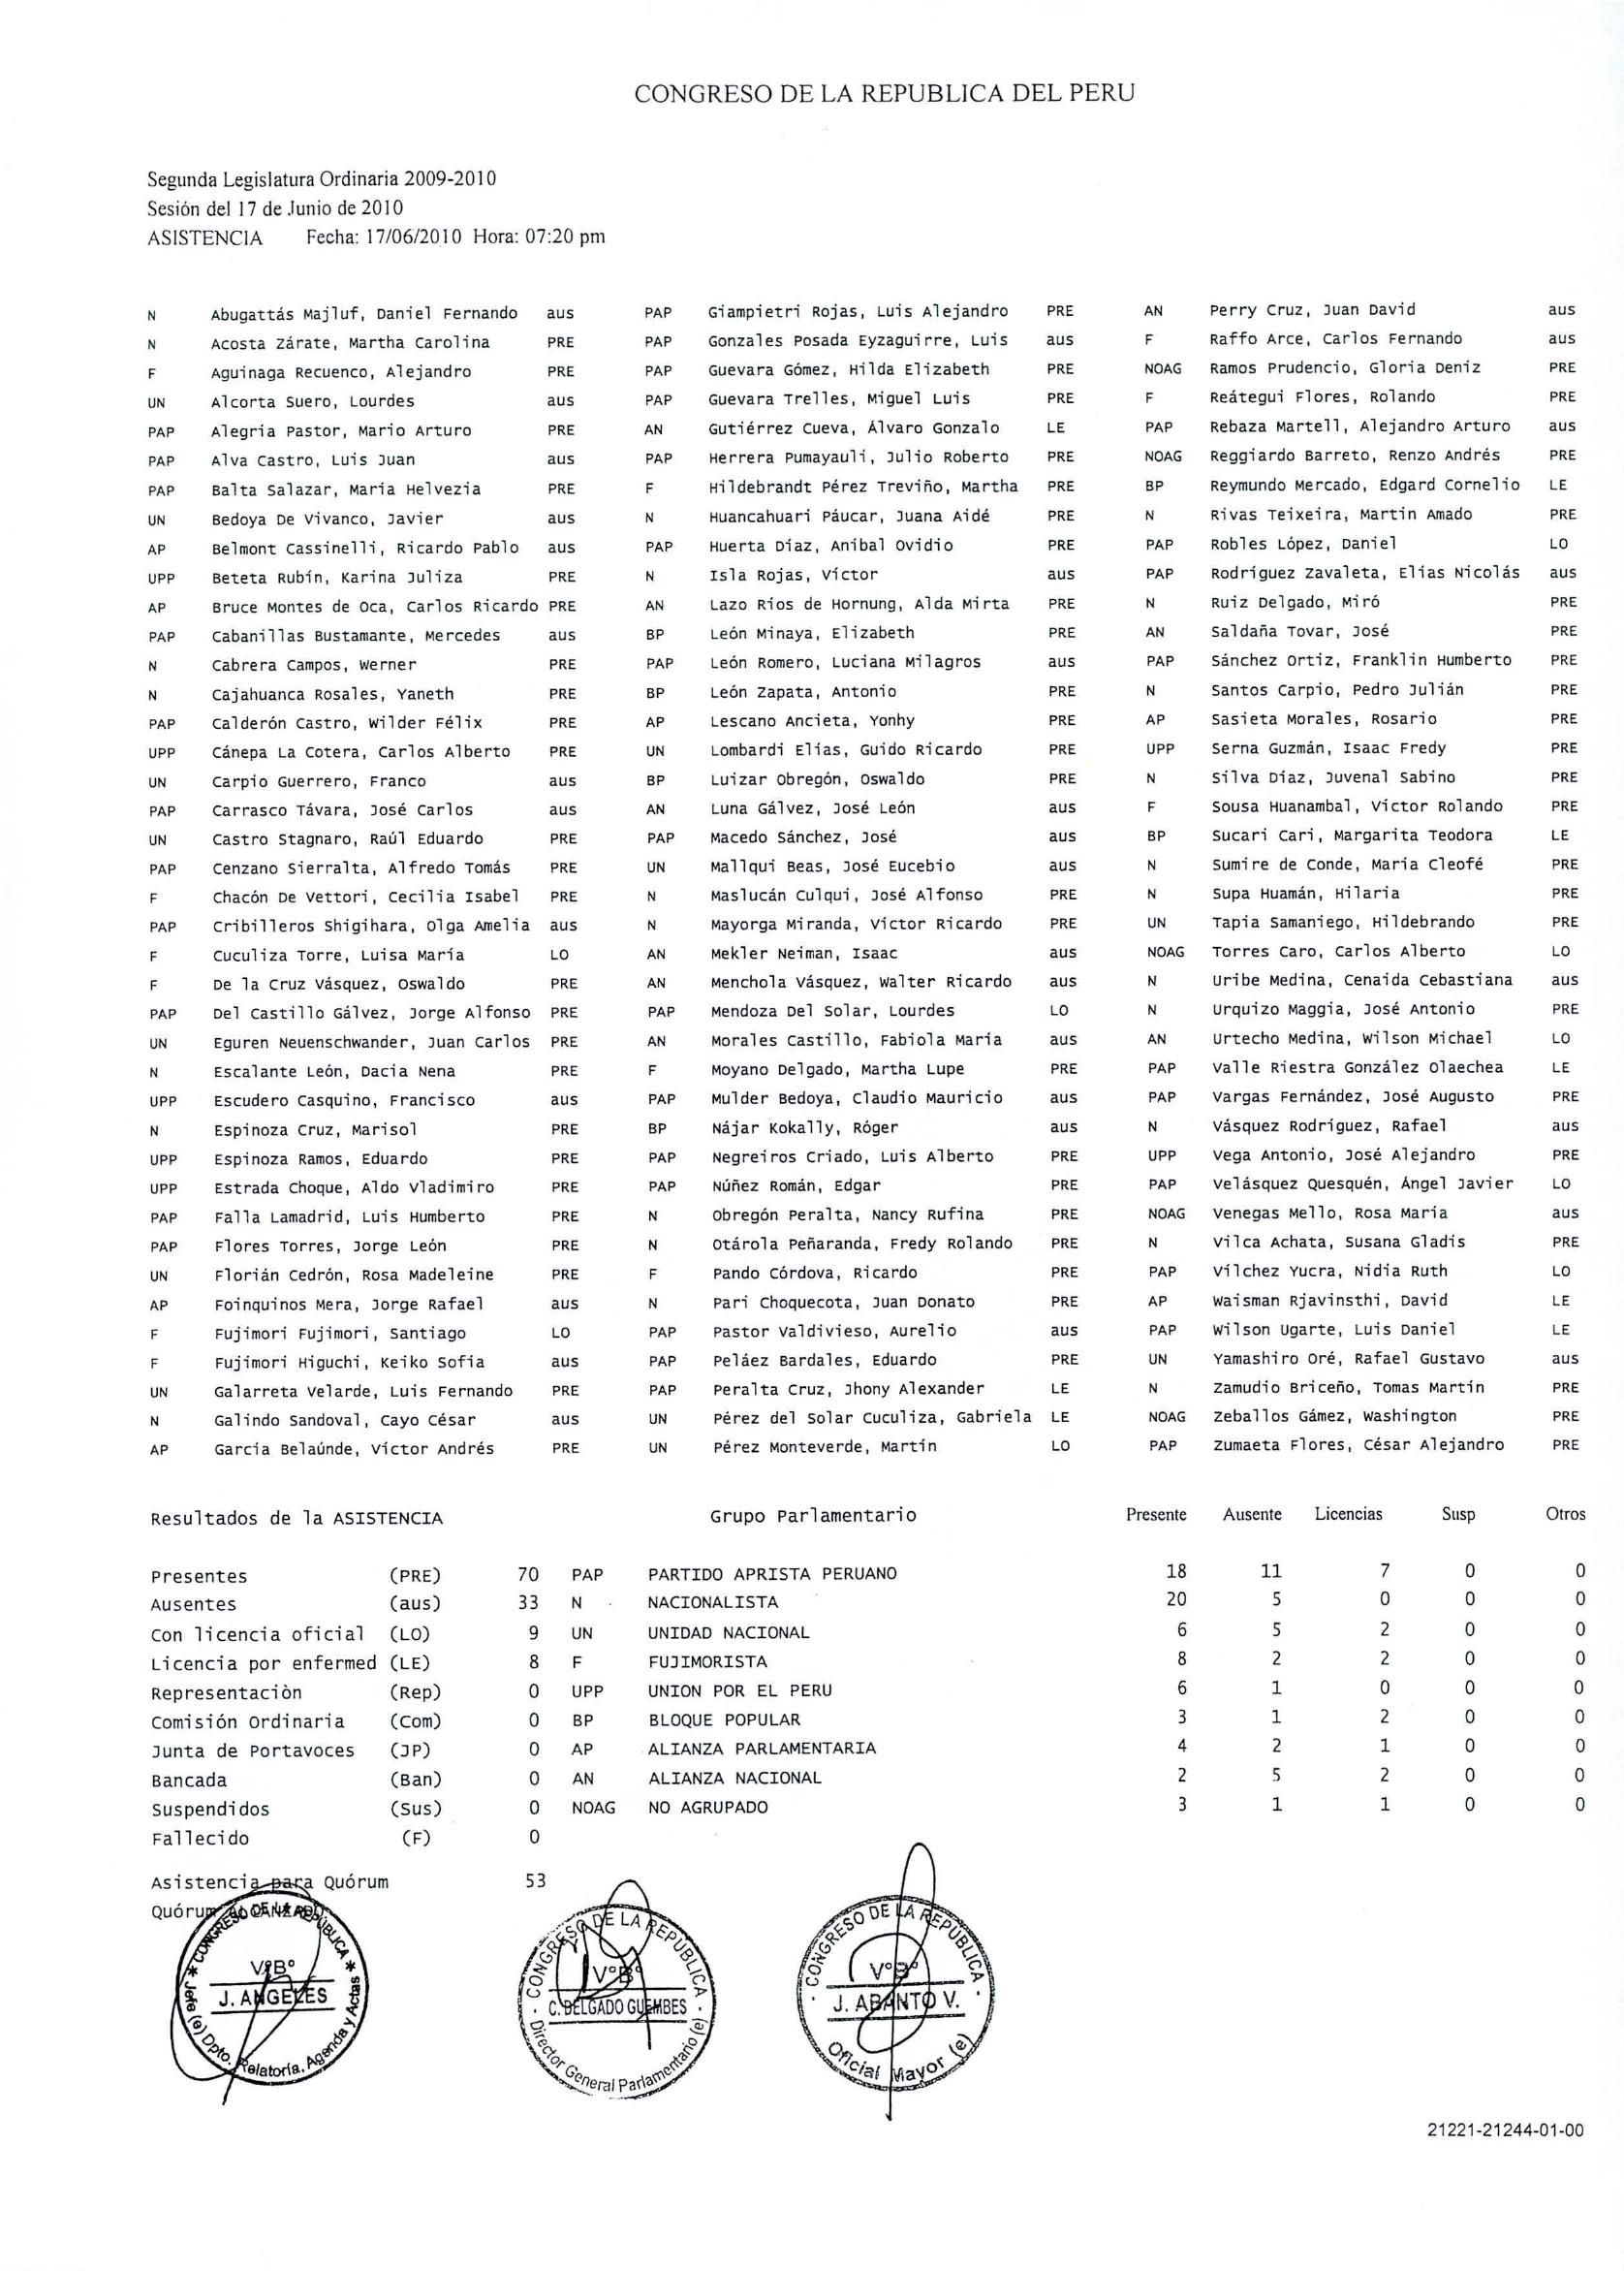 CONGRESO DE LA REPUBLICA DEL PERU
Segunda Legislatura Ordinaria 2009-2010
Sesión del 17 de Junio de 2010
ASISTENCIA Fecha: 17/06/2010 Hora: 07:20 pm
N Abugattás Majluf, Daniel Fernando aus PAP Giampietri Rojas, Luis Alejandro PRE AN Perry Cruz, Juan David aus
N Acosta Zárate, Martha Carolina PRE PAP Gonzales Posada Eyzaguirre, Luis aus F Raffo Arce, Carlos Fernando aus
F Aguinaga Recuenco, Alejandro PRE PAP Guevara Gómez, Hilda Elizabeth PRE NOAG Ramos Prudencio, Gloria Deniz PRE
UN Alcorta Suero, Lourdes aus PAP Guevara Trelles, Miguel Luis PRE F Reátegui Flores, Rolando PRE
PAP Alegría Pastor, Mario Arturo PRE AN Gutiérrez Cueva, Álvaro Gonzalo LE PAP Rebaza Martell, Alejandro Arturo aus
PAP Alva Castro, Luis Juan aus PAP Herrera Pumayauli, Julio Roberto PRE NOAG Reggiardo Barreto, Renzo Andrés PRE
PAP Balta Salazar, María Helvezia PRE F Hildebrandt Pérez Treviño, Martha PRE BP Reymundo Mercado, Edgard Cornelio LE
UN Bedoya De Vivanco, Javier aus N Huancahuari Páucar, Juana Aidé PRE N Rivas Teixeira, Martín Amado PRE
AP Belmont Cassinelli, Ricardo Pablo aus PAP Huerta Díaz, Aníbal Ovidio PRE PAP Robles López, Daniel LO
UPP Beteta Rubín, Karina Juliza PRE N Isla Rojas, Víctor aus PAP Rodríguez Zavaleta, Elías Nicolás aus
AP Bruce Montes de Oca, Carlos Ricardo PRE AN Lazo Ríos de Hornung, Alda Mirta PRE N Ruiz Delgado, Miró PRE
PAP Cabanillas Bustamante, Mercedes aus BP León Minaya, Elizabeth PRE AN Saldaña Tovar, José PRE
N Cabrera Campos, Werner PRE PAP León Romero, Luciana Milagros aus PAP Sánchez Ortiz, Franklin Humberto PRE
N Cajahuanca Rosales, Yaneth PRE BP León Zapata, Antonio PRE N Santos Carpio, Pedro Julián PRE
PAP Calderón Castro, Wilder Félix PRE AP Lescano Ancieta, Yonhy PRE AP Sasieta Morales, Rosario PRE
UPP Cánepa La Cotera, Carlos Alberto PRE UN Lombardi Elías, Guido Ricardo PRE UPP Serna Guzmán, Isaac Fredy PRE
UN Carpio Guerrero, Franco aus BP Luizar Obregón, Oswaldo PRE N Silva Díaz, Juvenal Sabino PRE
PAP Carrasco Távara, José Carlos aus AN Luna Gálvez, José León aus F Sousa Huanambal, Víctor Rolando PRE
UN Castro Stagnaro, Raúl Eduardo PRE PAP Macedo Sánchez, José aus BP Sucari Cari, Margarita Teodora LE
PAP Cenzano Sierralta, Alfredo Tomás PRE UN Mallqui Beas, José Eucebio aus N Sumire de Conde, María Cleofé PRE
F Chacón De Vettori, Cecilia Isabel PRE N Maslucán Culqui, José Alfonso PRE N Supa Huamán, Hilaria PRE
PAP Cribilleros Shigihara, Olga Amelia aus N Mayorga Miranda, Víctor Ricardo PRE UN Tapia Samaniego, Hildebrando PRE
F Cuculiza Torre, Luisa María LO AN Mekler Neiman, Isaac aus NOAG Torres Caro, Carlos Alberto LO
F De la Cruz Vásquez, Oswaldo PRE AN Menchola Vásquez, Walter Ricardo aus N Uribe Medina, Cenaida Cebastiana aus
PAP Del Castillo Gálvez, Jorge Alfonso PRE PAP Mendoza Del Solar, Lourdes LO N Urquizo Maggia, José Antonio PRE
UN Eguren Neuenschwander, Juan Carlos PRE AN Morales Castillo, Fabiola María aus AN Urtecho Medina, Wilson Michael LO
N Escalante León, Dacia Nena PRE F Moyano Delgado, Martha Lupe PRE PAP Valle Riestra González Olaechea LE
UPP Escudero Casquino, Francisco aus PAP Mulder Bedoya, Claudio Mauricio aus PAP Vargas Fernández, José Augusto PRE
N Espinoza Cruz, Marisol PRE BP Nájar Kokally, Róger aus N Vásquez Rodríguez, Rafael aus
UPP Espinoza Ramos, Eduardo PRE PAP Negreiros Criado, Luis Alberto PRE UPP Vega Antonio, José Alejandro PRE
UPP Estrada Choque, Aldo Vladimiro PRE PAP Núñez Román, Edgar PRE PAP Velásquez Quesquén, Ángel Javier LO
PAP Falla Lamadrid, Luis Humberto PRE N Obregón Peralta, Nancy Rufina PRE NOAG Venegas Mello, Rosa María aus
PAP Flores Torres, Jorge León PRE N Otárola Peñaranda, Fredy Rolando PRE N Vilca Achata, Susana Gladis PRE
UN Florián Cedrón, Rosa Madeleine PRE F Pando Córdova, Ricardo PRE PAP Vílchez Yucra, Nidia Ruth LO
AP Foinquinos Mera, Jorge Rafael aus N Pari Choquecota, Juan Donato PRE AP Waisman Rjavinsthi, David LE
F Fujimori Fujimori, Santiago LO PAP Pastor Valdivieso, Aurelio aus PAP Wilson Ugarte, Luis Daniel LE
F Fujimori Higuchi, Keiko Sofía aus PAP Peláez Bardales, Eduardo PRE UN Yamashiro Oré, Rafael Gustavo aus
UN Galarreta Velarde, Luis Fernando PRE PAP Peralta Cruz, Jhony Alexander LE N Zamudio Briceño, Tomas Martín PRE
N Galindo Sandoval, Cayo César aus UN Pérez del Solar Cuculiza, Gabriela LE NOAG Zeballos Gámez, Washington PRE
AP García Belaúnde, Víctor Andrés PRE UN Pérez Monteverde, Martín LO PAP Zumaeta Flores, César Alejandro PRE
Resultados de la ASISTENCIA Grupo Parlamentario Presente Ausente Licencias Susp Otros
Presentes (PRE) 70 PAP PARTIDO APRISTA PERUANO 18 11 7 0 0
Ausentes (aus) 33 N NACIONALISTA 20 5 0 0 0
Con licencia oficial (LO) 9 UN UNIDAD NACIONAL 6 5 2 0 0
Licencia por enfermed (LE) 8 F FUJIMORISTA 8 2 2 0 0
Representaciòn (Rep) 0 UPP UNION POR EL PERU 6 1 0 0 0
Comisión Ordinaria (Com) 0 BP BLOQUE POPULAR 3 1 2 0 0
Junta de Portavoces (JP) 0 AP ALIANZA PARLAMENTARIA 4 2 1 0 0
Bancada (Ban) 0 AN ALIANZA NACIONAL 2 5 2 0 0
Suspendidos (Sus) 0 NOAG NO AGRUPADO 3 1 1 0 0
Fallecido (F) 0
Asistencia para Quórum 53
Quórum ALCANZADO
CONGRESO DE LA REPÚBLICA
V°B°
J. ANGELES
Jefe (e) Dpto. Relatoría, Agenda y Actas
CONGRESO DE LA REPÚBLICA
V°B°
C. DELGADO GUEMBES
Director General Parlamentario (e)
CONGRESO DE LA REPÚBLICA
V°B°
J. ABANTO V.
Oficial Mayor (e)
21221-21244-01-00